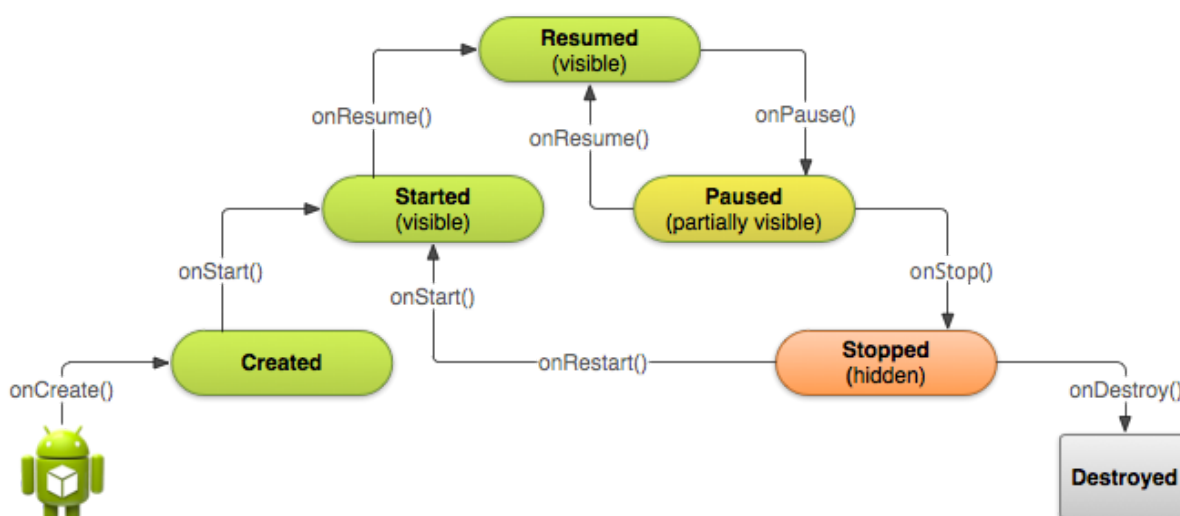 Resumed
(visible)
onResume()
onResume()
onPause()
Started
(visible)
Paused
(partially visible)
onStart()
onStart()
onStop()
Created
onRestart()
Stopped
(hidden)
onCreate()
onDestroy()
Destroyed